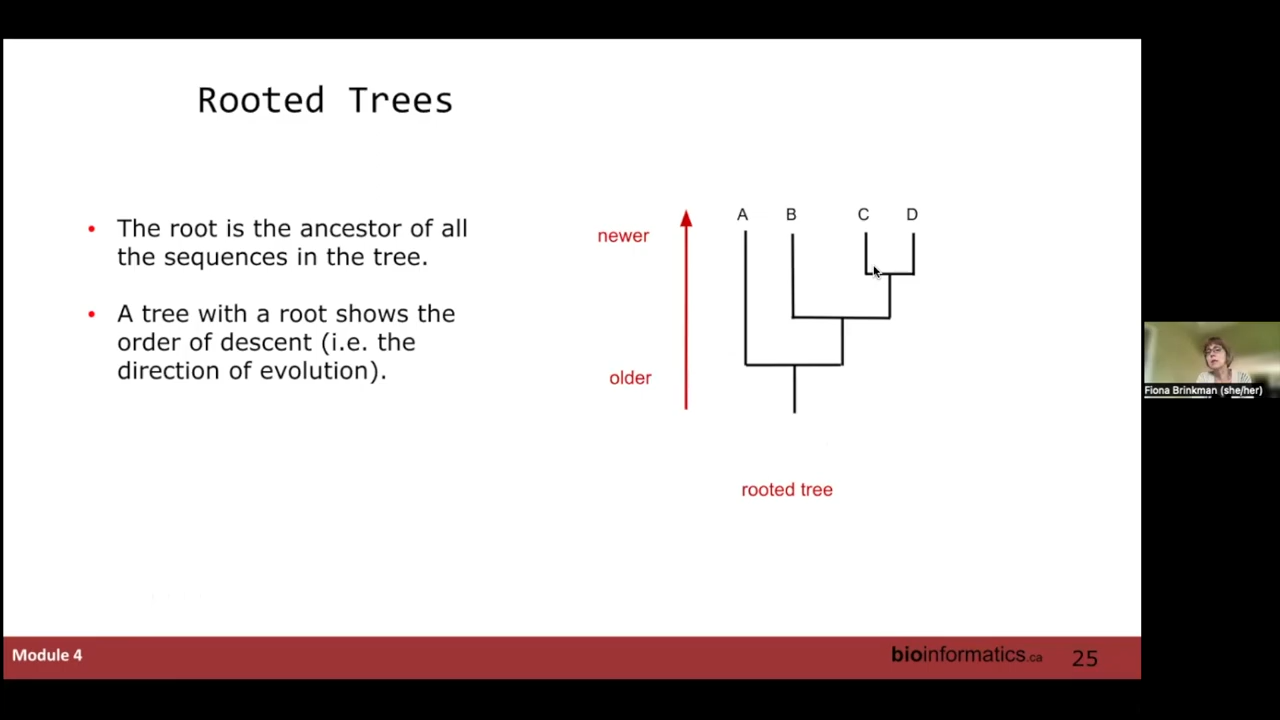 Rooted Trees
• The root is the ancestor of all
the sequences in the tree.
• A tree with a root shows the
order of descent (i.e. the
direction of evolution).
newer
older
A B C D
rooted tree
Fiona Brinkman (she/her)
Module 4
bioinformatics.ca
25